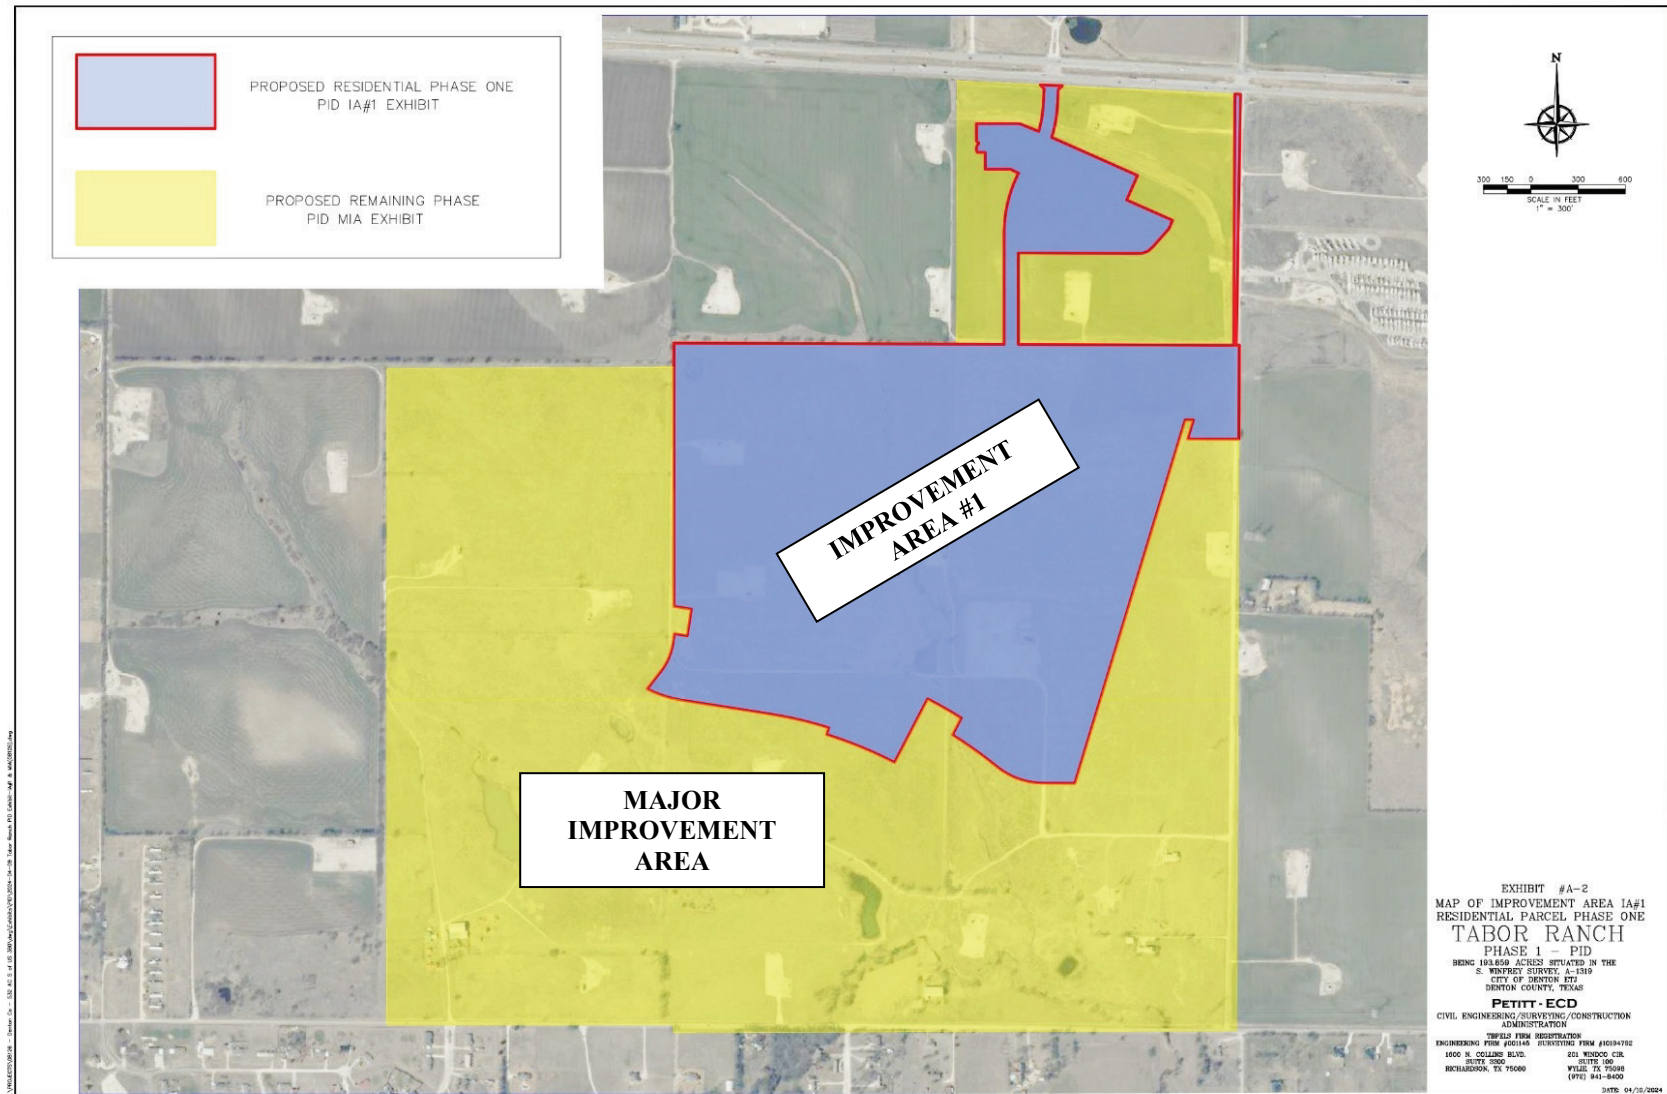 PROPOSED RESIDENTIAL PHASE ONE
PID IA#1 EXHIBIT
PROPOSED REMAINING PHASE
PID MIA EXHIBIT
N
300 150 0 300 600
SCALE IN FEET
1" = 300'
IMPROVEMENT
AREA #1
MAJOR
IMPROVEMENT
AREA
EXHIBIT #A-2
MAP OF IMPROVEMENT AREA IA#1
RESIDENTIAL PARCEL PHASE ONE
TABOR RANCH
PHASE 1 - PID
BEING 193.659 ACRES SITUATED IN THE
S. WINFREY SURVEY, A-1319
CITY OF DENTON ETJ
DENTON COUNTY, TEXAS
PETITT - ECD
CIVIL ENGINEERING/SURVEYING/CONSTRUCTION
ADMINISTRATION
TBPELS FIRM REGISTRATION
ENGINEERING FIRM #001145 SURVEYING FIRM #10194792
1600 N. COLLINS BLVD. 201 WINDCO CIR.
SUITE 3300 SUITE 100
RICHARDSON, TX 75080 WYLIE, TX 75098
(972) 941-8400
DATE: 04/10/2024